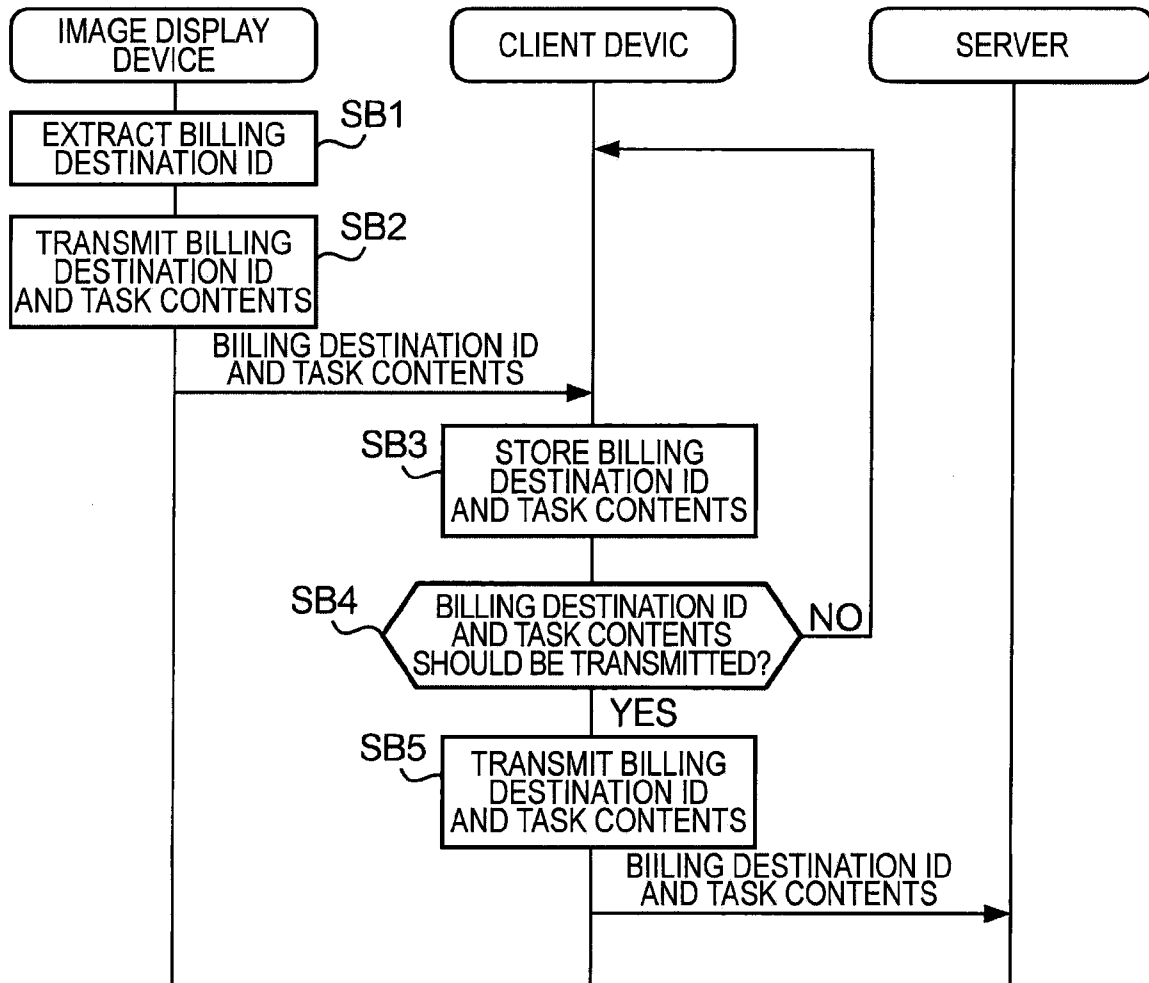 IMAGE DISPLAY
DEVICE
CLIENT DEVIC
SERVER
SB1
EXTRACT BILLING
DESTINATION ID
SB2
TRANSMIT BILLING
DESTINATION ID
AND TASK CONTENTS
BIILING DESTINATION ID
AND TASK CONTENTS
SB3
STORE BILLING
DESTINATION ID
AND TASK CONTENTS
SB4
BILLING DESTINATION ID
AND TASK CONTENTS
SHOULD BE TRANSMITTED?
NO
YES
SB5
TRANSMIT BILLING
DESTINATION ID
AND TASK CONTENTS
BIILING DESTINATION ID
AND TASK CONTENTS